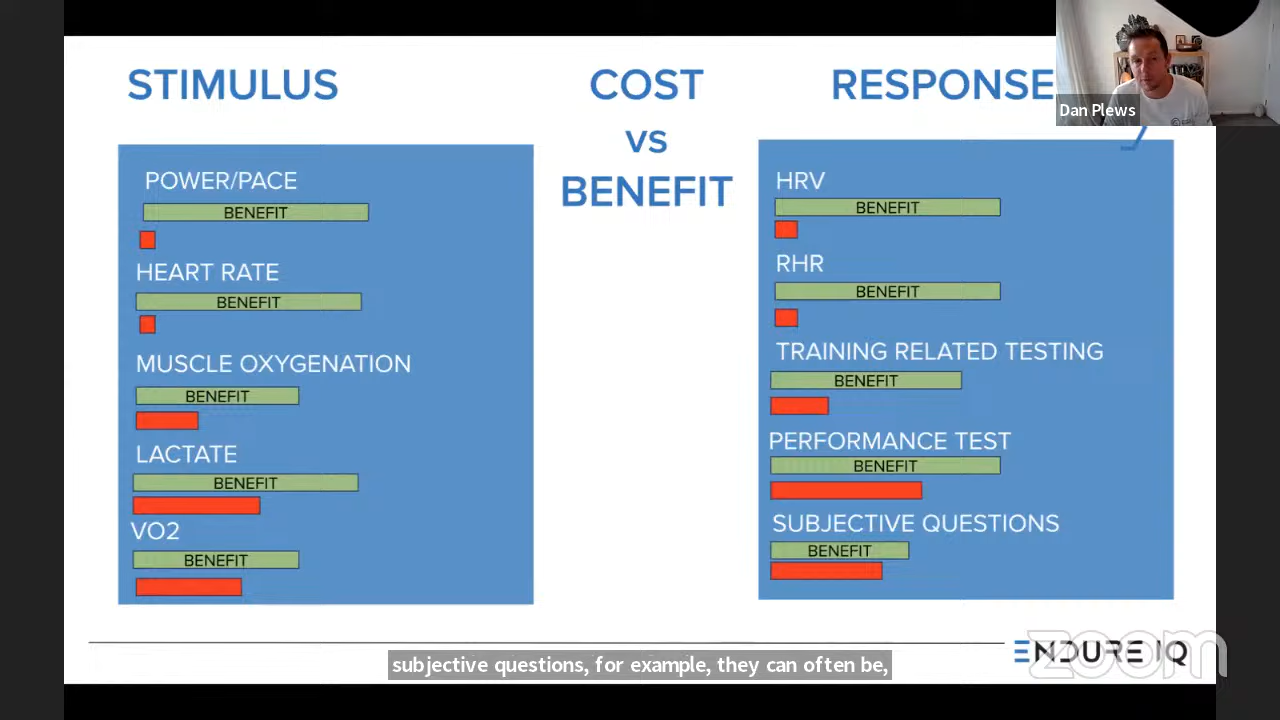 STIMULUS
COST
VS
BENEFIT
RESPONSE
Dan Plews
POWER/PACE
BENEFIT
HEART RATE
BENEFIT
MUSCLE OXYGENATION
BENEFIT
LACTATE
BENEFIT
VO2
BENEFIT
HRV
BENEFIT
RHR
BENEFIT
TRAINING RELATED TESTING
BENEFIT
PERFORMANCE TEST
BENEFIT
SUBJECTIVE QUESTIONS
BENEFIT
ENDURE IQ
zoom
subjective questions, for example, they can often be,